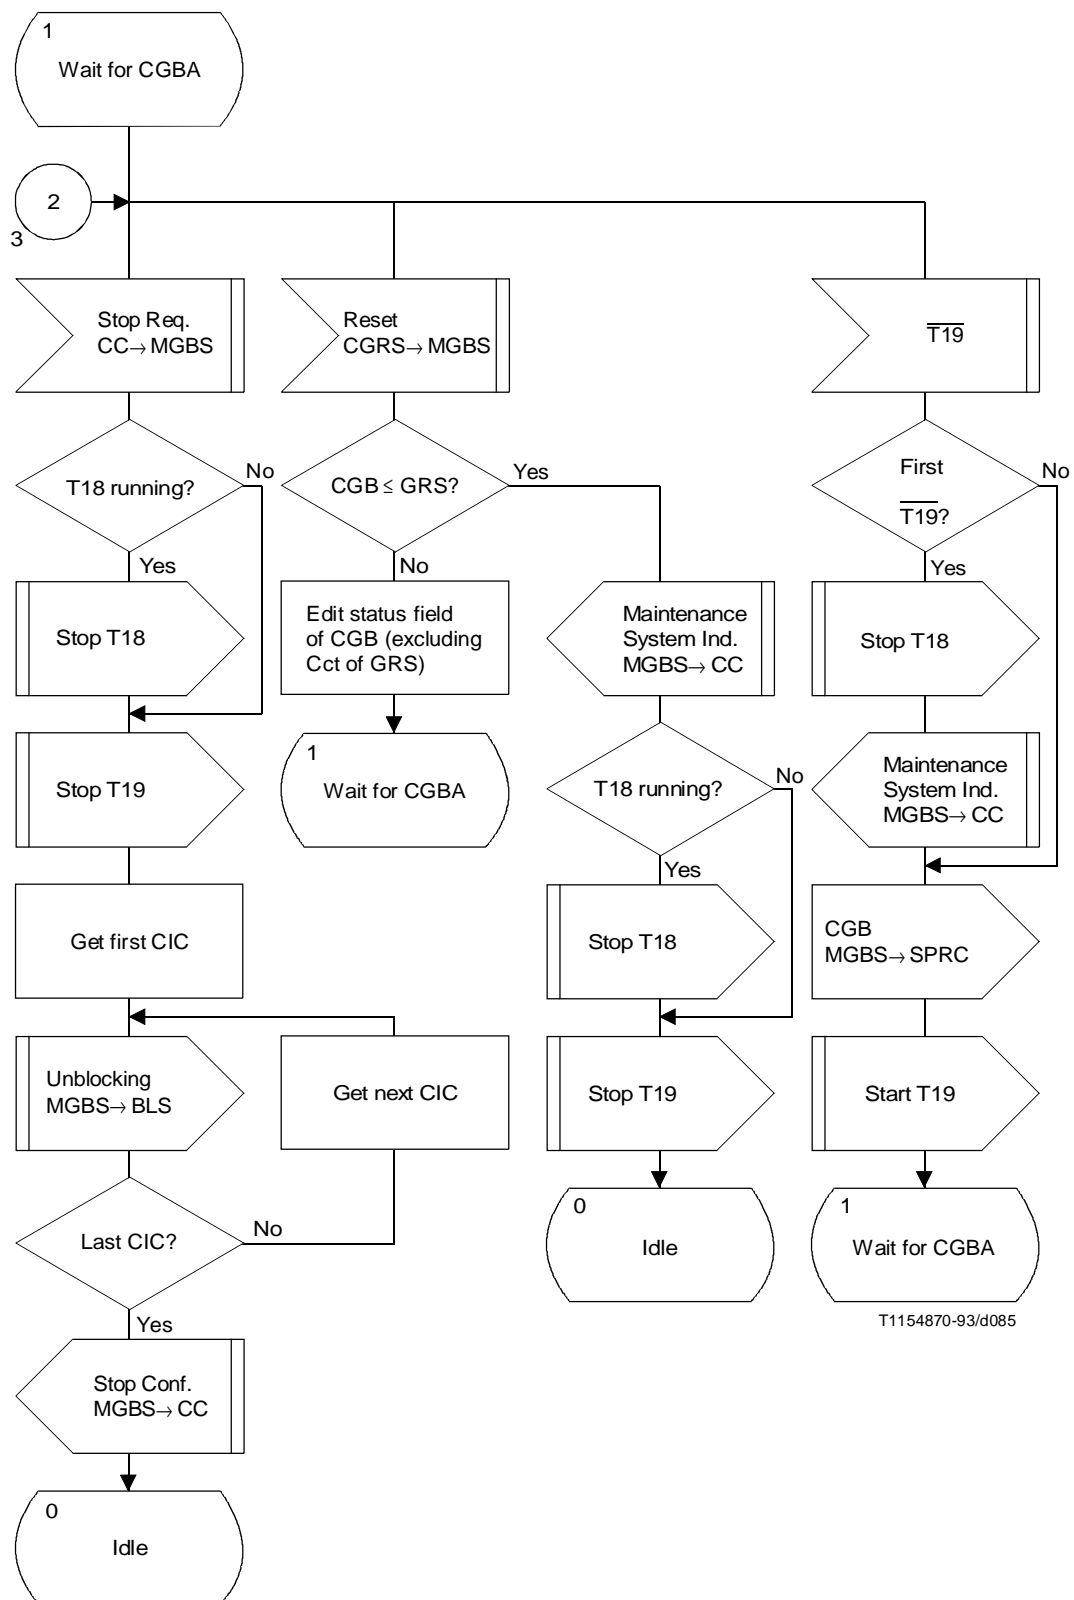 1
Wait for CGBA
2
3
Stop Req.
CC→MGBS
Reset
CGRS→MGBS
T19
T18 running?
No
Yes
CGB ≤ GRS?
Yes
No
First
T19?
No
Yes
Stop T18
Edit status field
of CGB (excluding
Cct of GRS)
Maintenance
System Ind.
MGBS→CC
Stop T18
Stop T19
1
Wait for CGBA
T18 running?
No
Yes
Maintenance
System Ind.
MGBS→CC
Get first CIC
Stop T18
CGB
MGBS→SPRC
Unblocking
MGBS→BLS
Get next CIC
Stop T19
Start T19
Last CIC?
No
Yes
0
Idle
1
Wait for CGBA
T1154870-93/d085
Stop Conf.
MGBS→CC
0
Idle